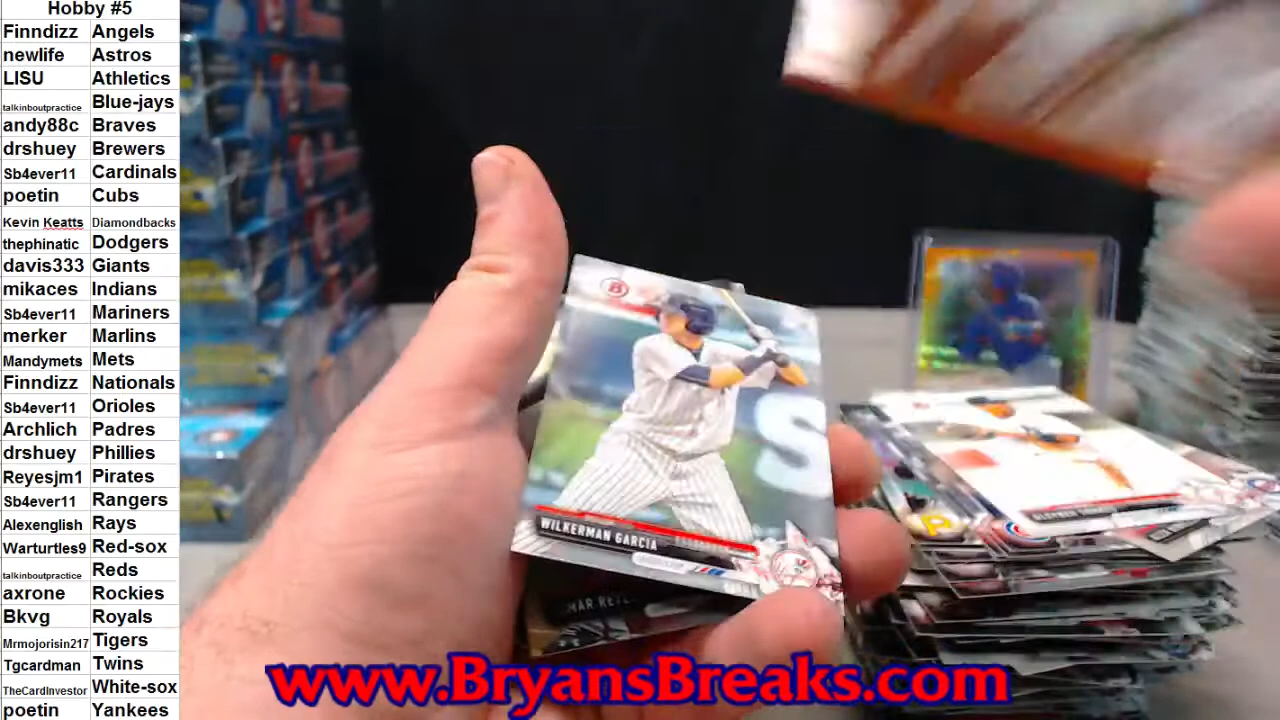 Hobby #5
Finndizz Angels
newlife Astros
LISU Athletics
talkinboutpractice Blue-jays
andy88c Braves
drshuey Brewers
Sb4ever11 Cardinals
poetin Cubs
Kevin Keatts Diamondbacks
thephinatic Dodgers
davis333 Giants
mikaces Indians
Sb4ever11 Mariners
merker Marlins
Mandymets Mets
Finndizz Nationals
Sb4ever11 Orioles
Archlich Padres
drshuey Phillies
Reyesjm1 Pirates
Sb4ever11 Rangers
Alexenglish Rays
Warturtles9 Red-sox
talkinboutpractice Reds
axrone Rockies
Bkvg Royals
Mrmojorisin217 Tigers
Tgcardman Twins
TheCardInvestor White-sox
poetin Yankees
B
S
WILKERMAN GARCIA
P
www.BryansBreaks.com